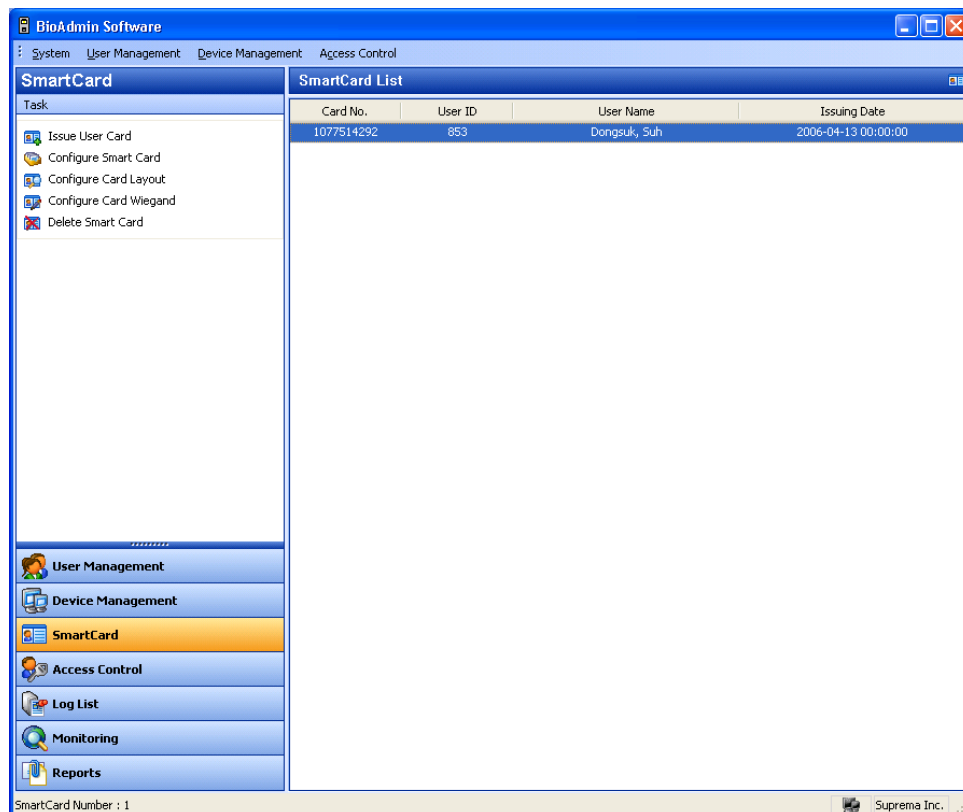 BioAdmin Software
System User Management Device Management Access Control
SmartCard
SmartCard List
Task
Card No. User ID User Name Issuing Date
1077514292 853 Dongsuk, Suh 2006-04-13 00:00:00
Issue User Card
Configure Smart Card
Configure Card Layout
Configure Card Wiegand
Delete Smart Card
User Management
Device Management
SmartCard
Access Control
Log List
Monitoring
Reports
SmartCard Number : 1
Suprema Inc.